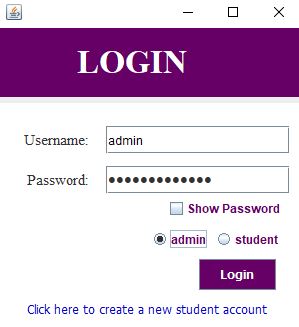 LOGIN
Username: admin
Password: •••••••••••••
Show Password
admin student
Login
Click here to create a new student account